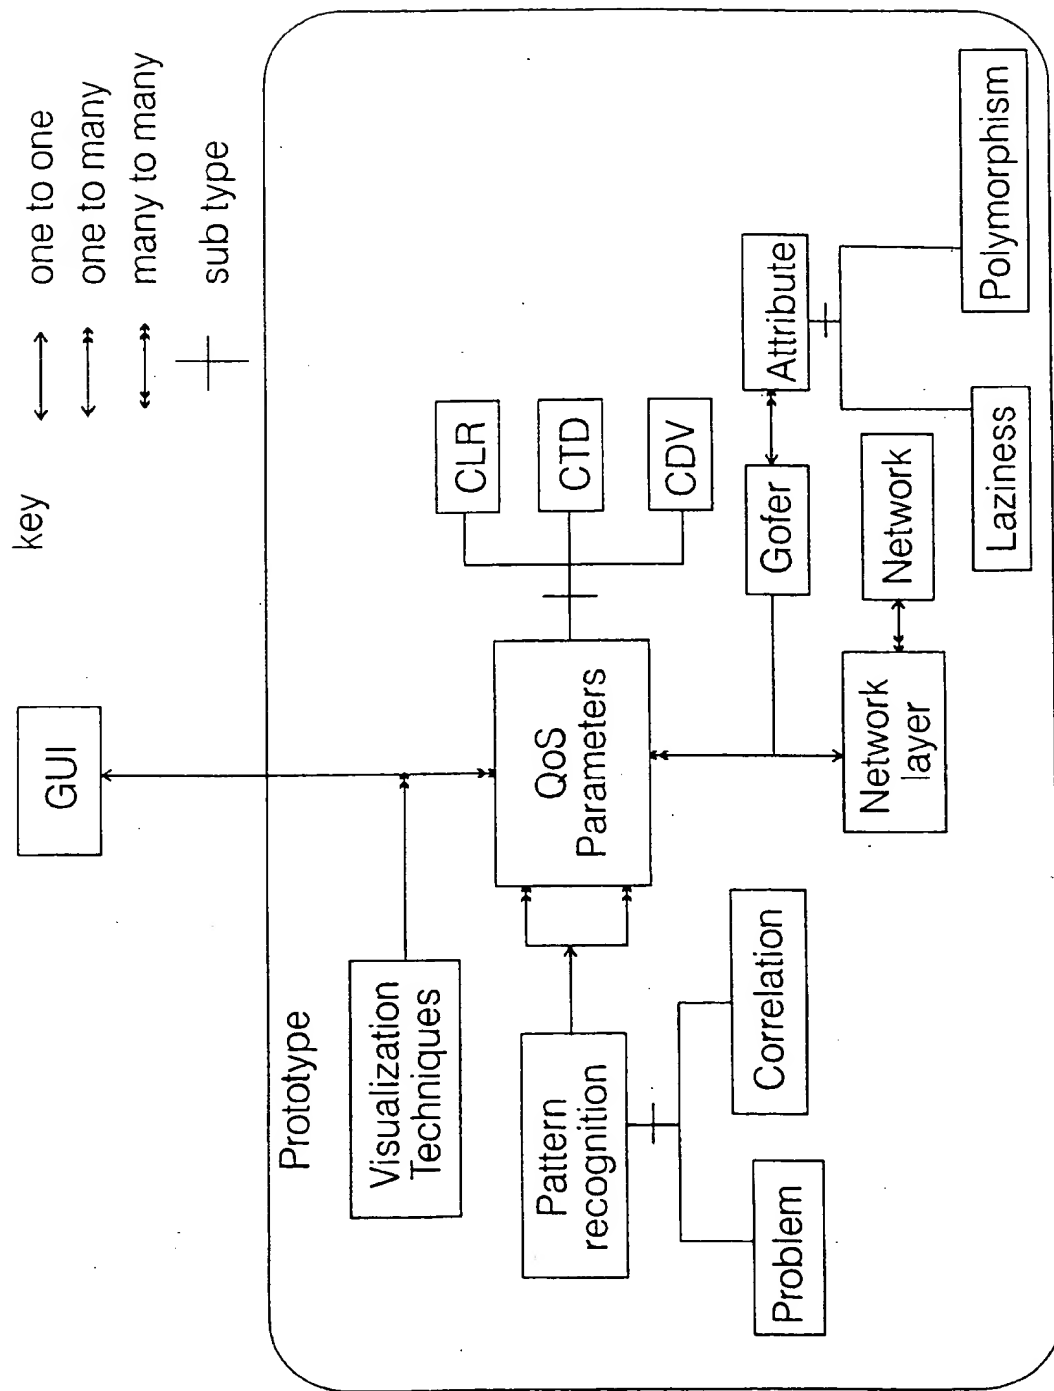 key
one to one
one to many
many to many
sub type
GUI
Prototype
Visualization
Techniques
Pattern
recognition
Problem
Correlation
QoS
Parameters
CLR
CTD
CDV
Gofer
Attribute
Network
layer
Network
Laziness
Polymorphism